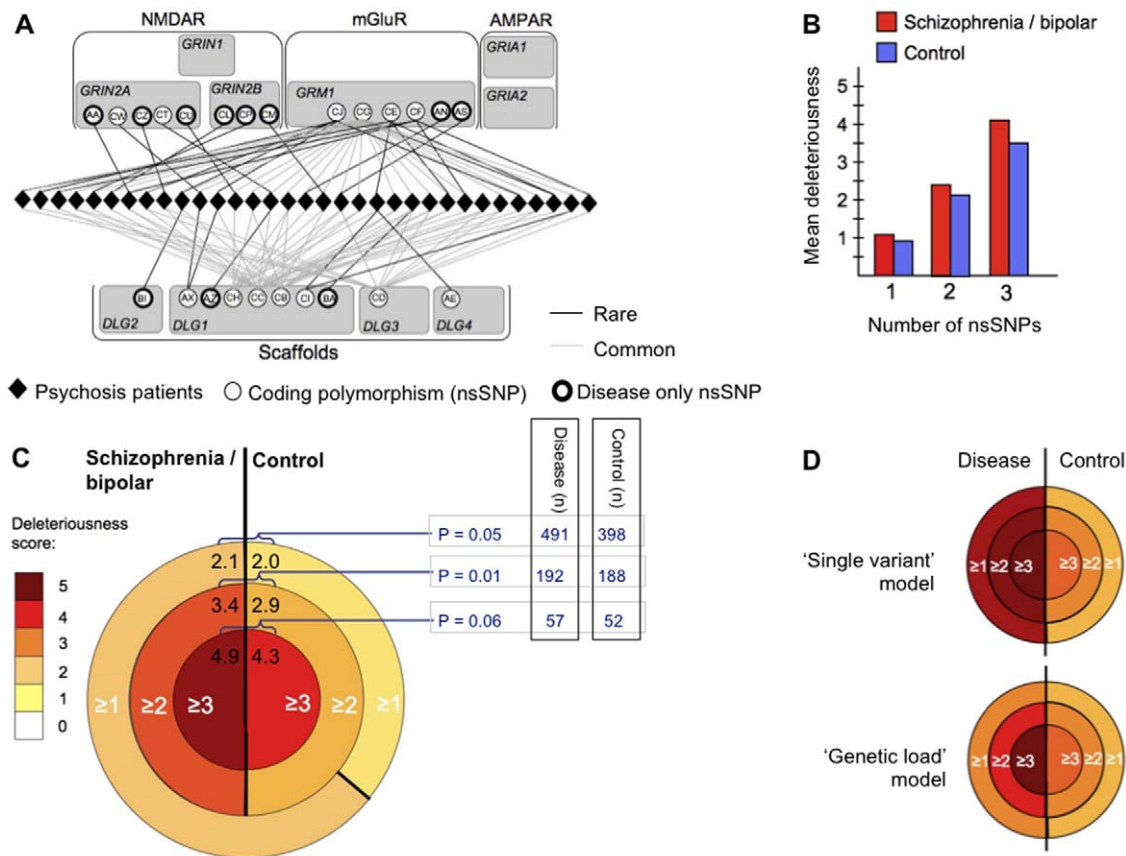 A
NMDAR mGluR AMPAR
GRIN1
GRIA1
GRIN2A GRIN2B GRM1
GRIA2
AA CW CZ CT CU CL CP CM CJ CG CE CF AN AS
BI AX AZ CH CC CB CI BA CD AE
DLG2 DLG1 DLG3 DLG4
Scaffolds
Rare
Common
B
Schizophrenia / bipolar
Control
Mean deleteriousness
5
4
3
2
1
1 2 3
Number of nsSNPs
Psychosis patients Coding polymorphism (nsSNP) Disease only nsSNP
C
Schizophrenia / bipolar
Control
Deleteriousness
score:
5
4
3
2
1
0
2.1 2.0
3.4 2.9
4.9 4.3
≥1 ≥2 ≥3 ≥3 ≥2 ≥1
Disease (n) Control (n)
P = 0.05 491 398
P = 0.01 192 188
P = 0.06 57 52
D
Disease Control
'Single variant'
model
≥1 ≥2 ≥3 ≥3 ≥2 ≥1
'Genetic load'
model
≥1 ≥2 ≥3 ≥3 ≥2 ≥1